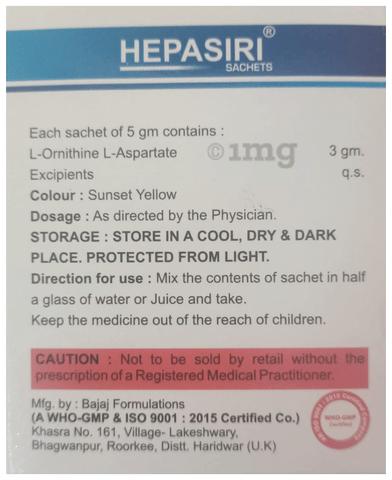 HEPASIRI®
SACHETS
Each sachet of 5 gm contains :
L-Ornithine L-Aspartate 3 gm.
©1mg
Excipients q.s.
Colour : Sunset Yellow
Dosage : As directed by the Physician.
STORAGE : STORE IN A COOL, DRY & DARK
PLACE. PROTECTED FROM LIGHT.
Direction for use : Mix the contents of sachet in half
a glass of water or Juice and take.
Keep the medicine out of the reach of children.
CAUTION : Not to be sold by retail without the
prescription of a Registered Medical Practitioner.
Mfg. by : Bajaj Formulations
(A WHO-GMP & ISO 9001 : 2015 Certified Co.)
Khasra No. 161, Village- Lakeshwary,
Bhagwanpur, Roorkee, Distt. Haridwar (U.K)
WHO-GMP
Certified